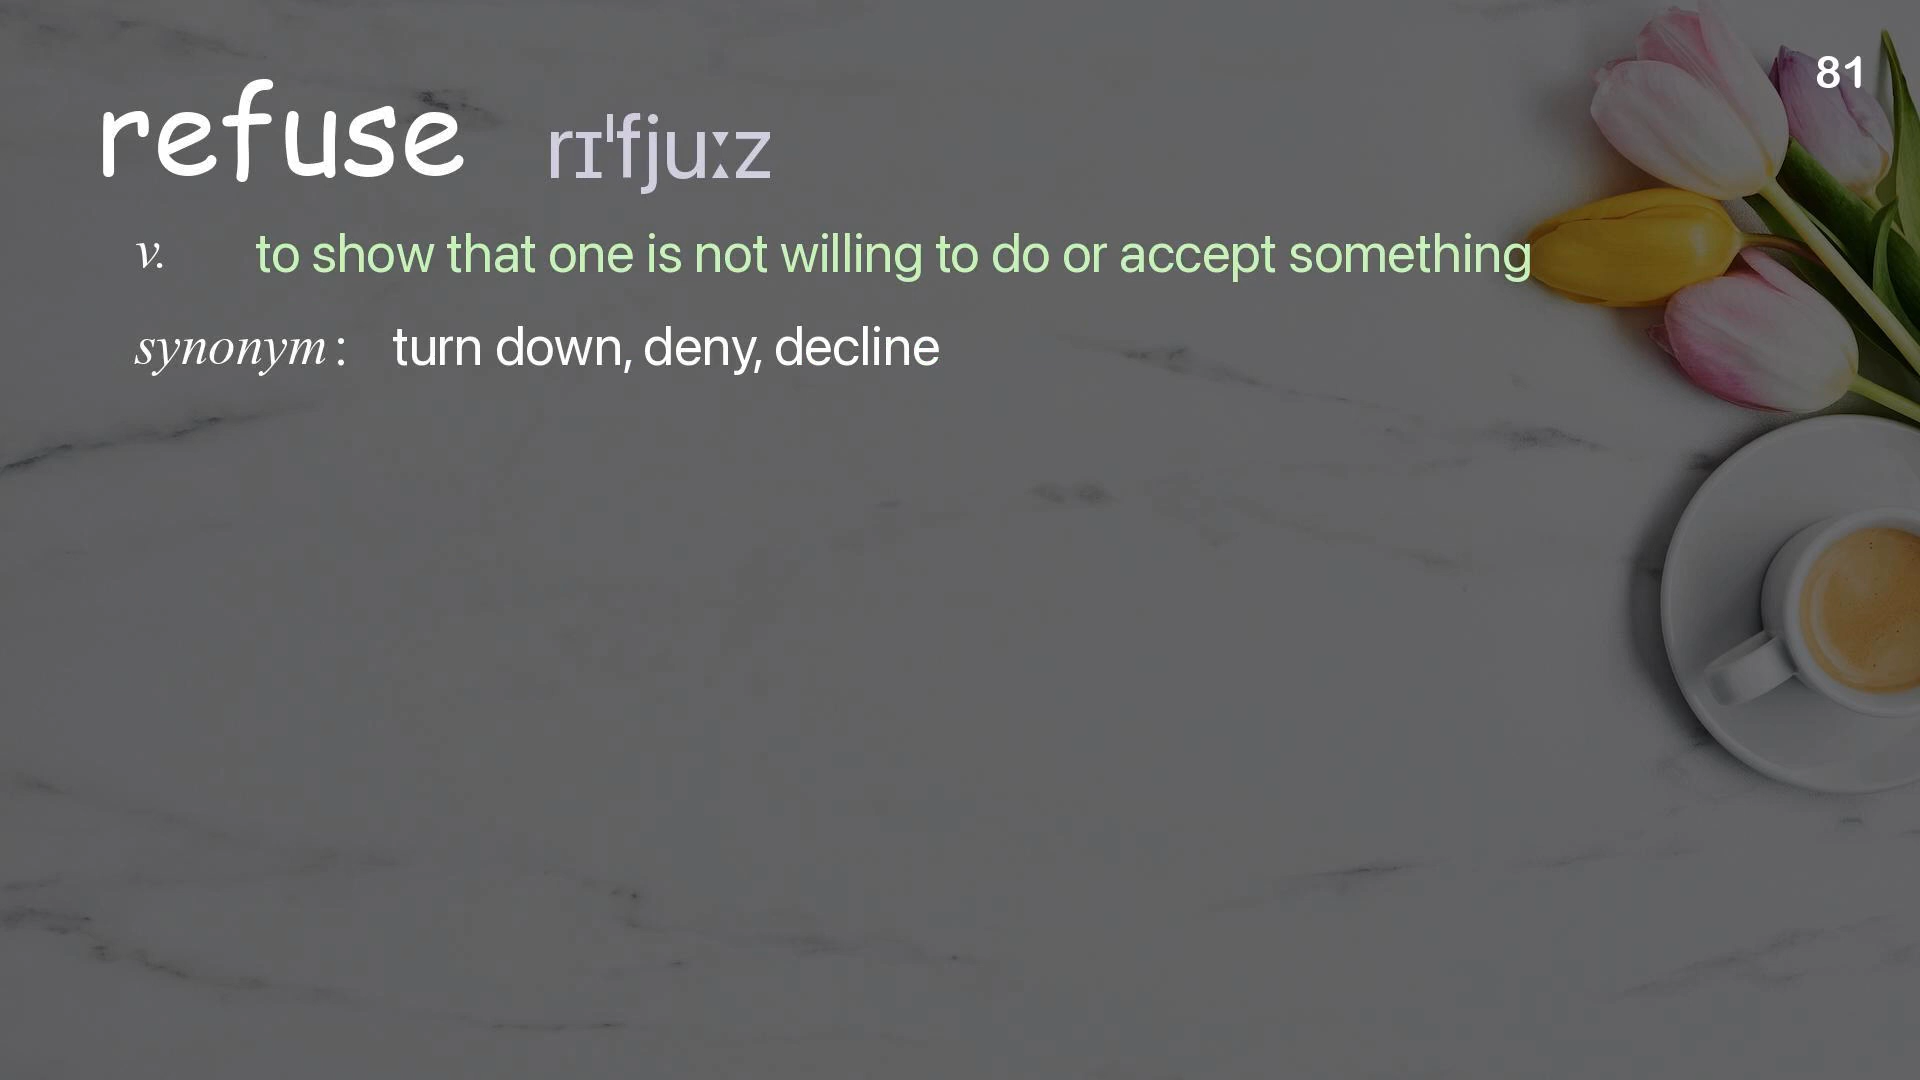 81
refuse rɪˈfjuːz
v. to show that one is not willing to do or accept something
synonym : turn down, deny, decline